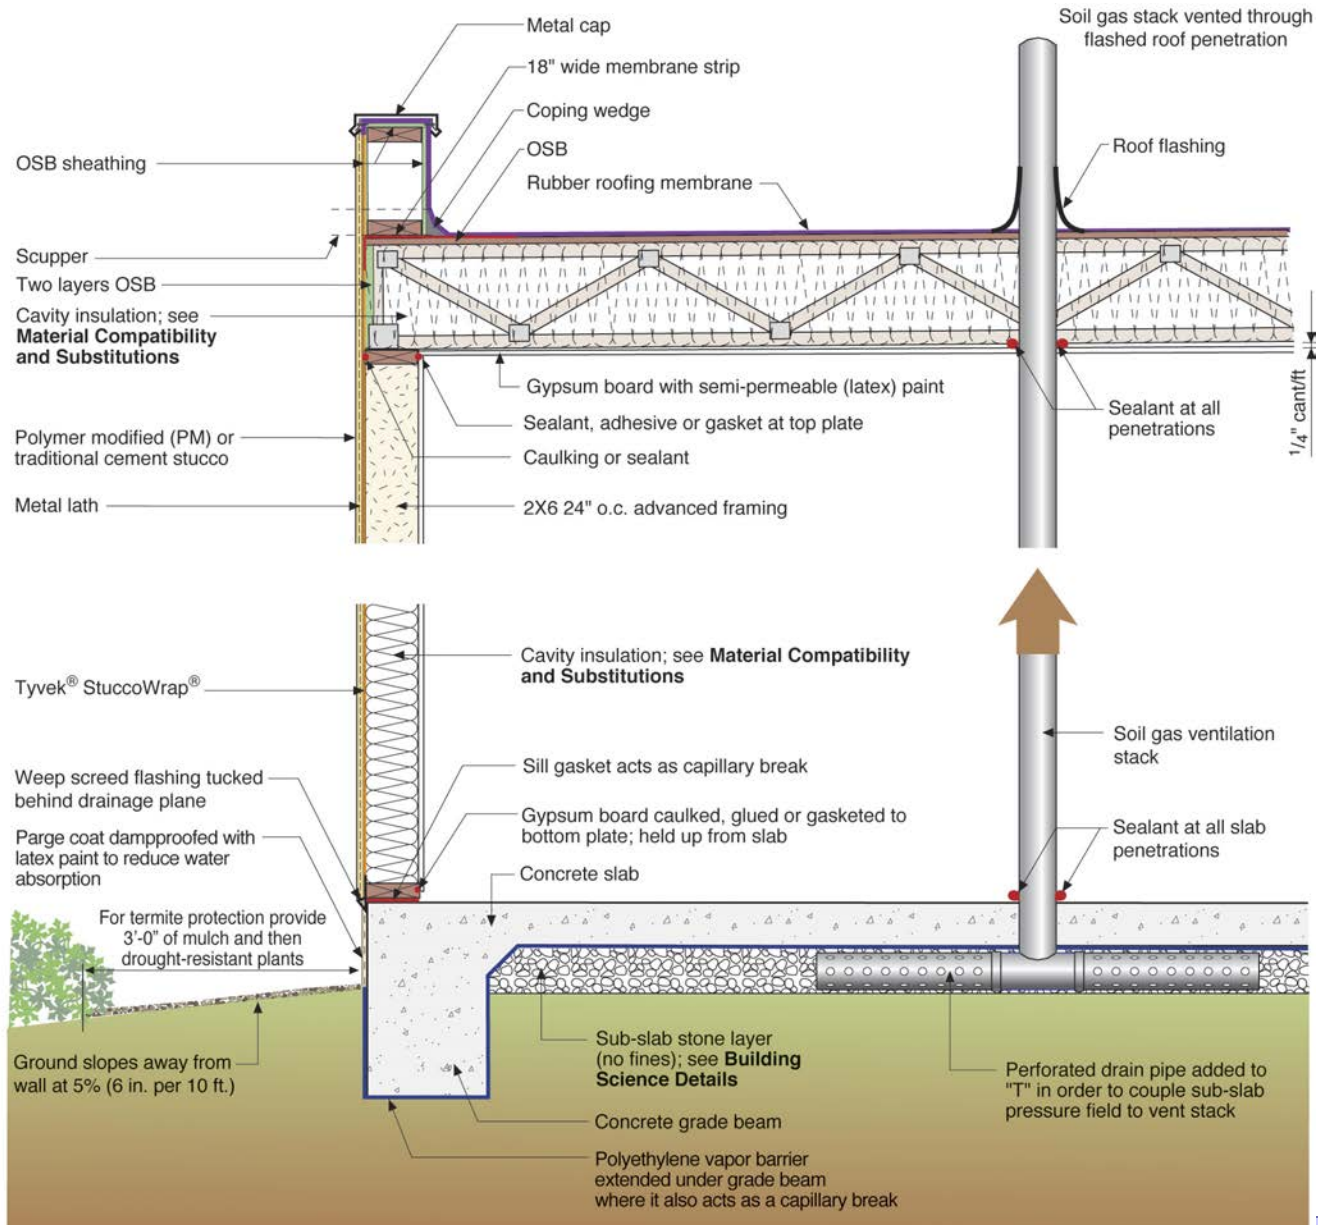 Metal cap
18" wide membrane strip
Coping wedge
OSB
Rubber roofing membrane
Soil gas stack vented through
flashed roof penetration
Roof flashing
OSB sheathing
Scupper
Two layers OSB
Cavity insulation; see
Material Compatibility
and Substitutions
Polymer modified (PM) or
traditional cement stucco
Metal lath
Gypsum board with semi-permeable (latex) paint
Sealant, adhesive or gasket at top plate
Caulking or sealant
2X6 24" o.c. advanced framing
Sealant at all
penetrations
1/4" cant/ft
Tyvek® StuccoWrap®
Weep screed flashing tucked
behind drainage plane
Parge coat dampproofed with
latex paint to reduce water
absorption
For termite protection provide
3'-0" of mulch and then
drought-resistant plants
Ground slopes away from
wall at 5% (6 in. per 10 ft.)
Cavity insulation; see Material Compatibility
and Substitutions
Sill gasket acts as capillary break
Gypsum board caulked, glued or gasketed to
bottom plate; held up from slab
Concrete slab
Soil gas ventilation
stack
Sealant at all slab
penetrations
Sub-slab stone layer
(no fines); see Building
Science Details
Concrete grade beam
Polyethylene vapor barrier
extended under grade beam
where it also acts as a capillary break
Perforated drain pipe added to
"T" in order to couple sub-slab
pressure field to vent stack